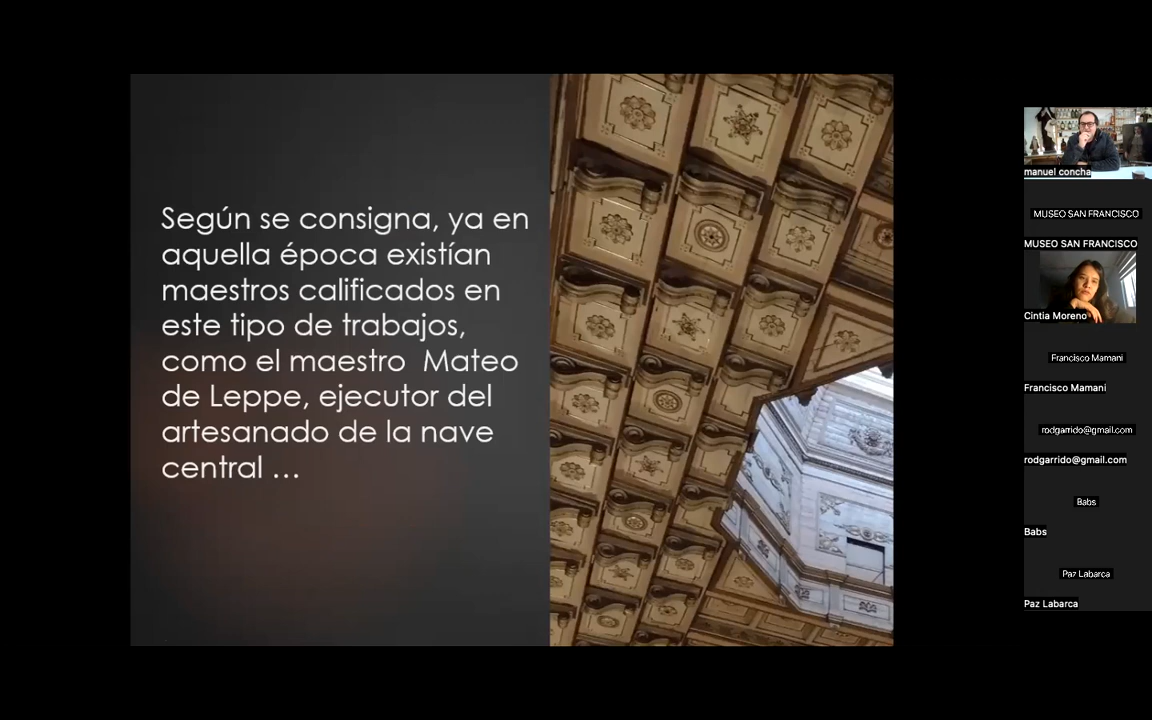 Según se consigna, ya en
aquella época existían
maestros calificados en
este tipo de trabajos,
como el maestro  Mateo
de Leppe, ejecutor del
artesanado de la nave
central …
manuel concha
MUSEO SAN FRANCISCO
MUSEO SAN FRANCISCO
Cintia Moreno
Francisco Mamani
Francisco Mamani
rodgarrido@gmail.com
rodgarrido@gmail.com
Babs
Babs
Paz Labarca
Paz Labarca